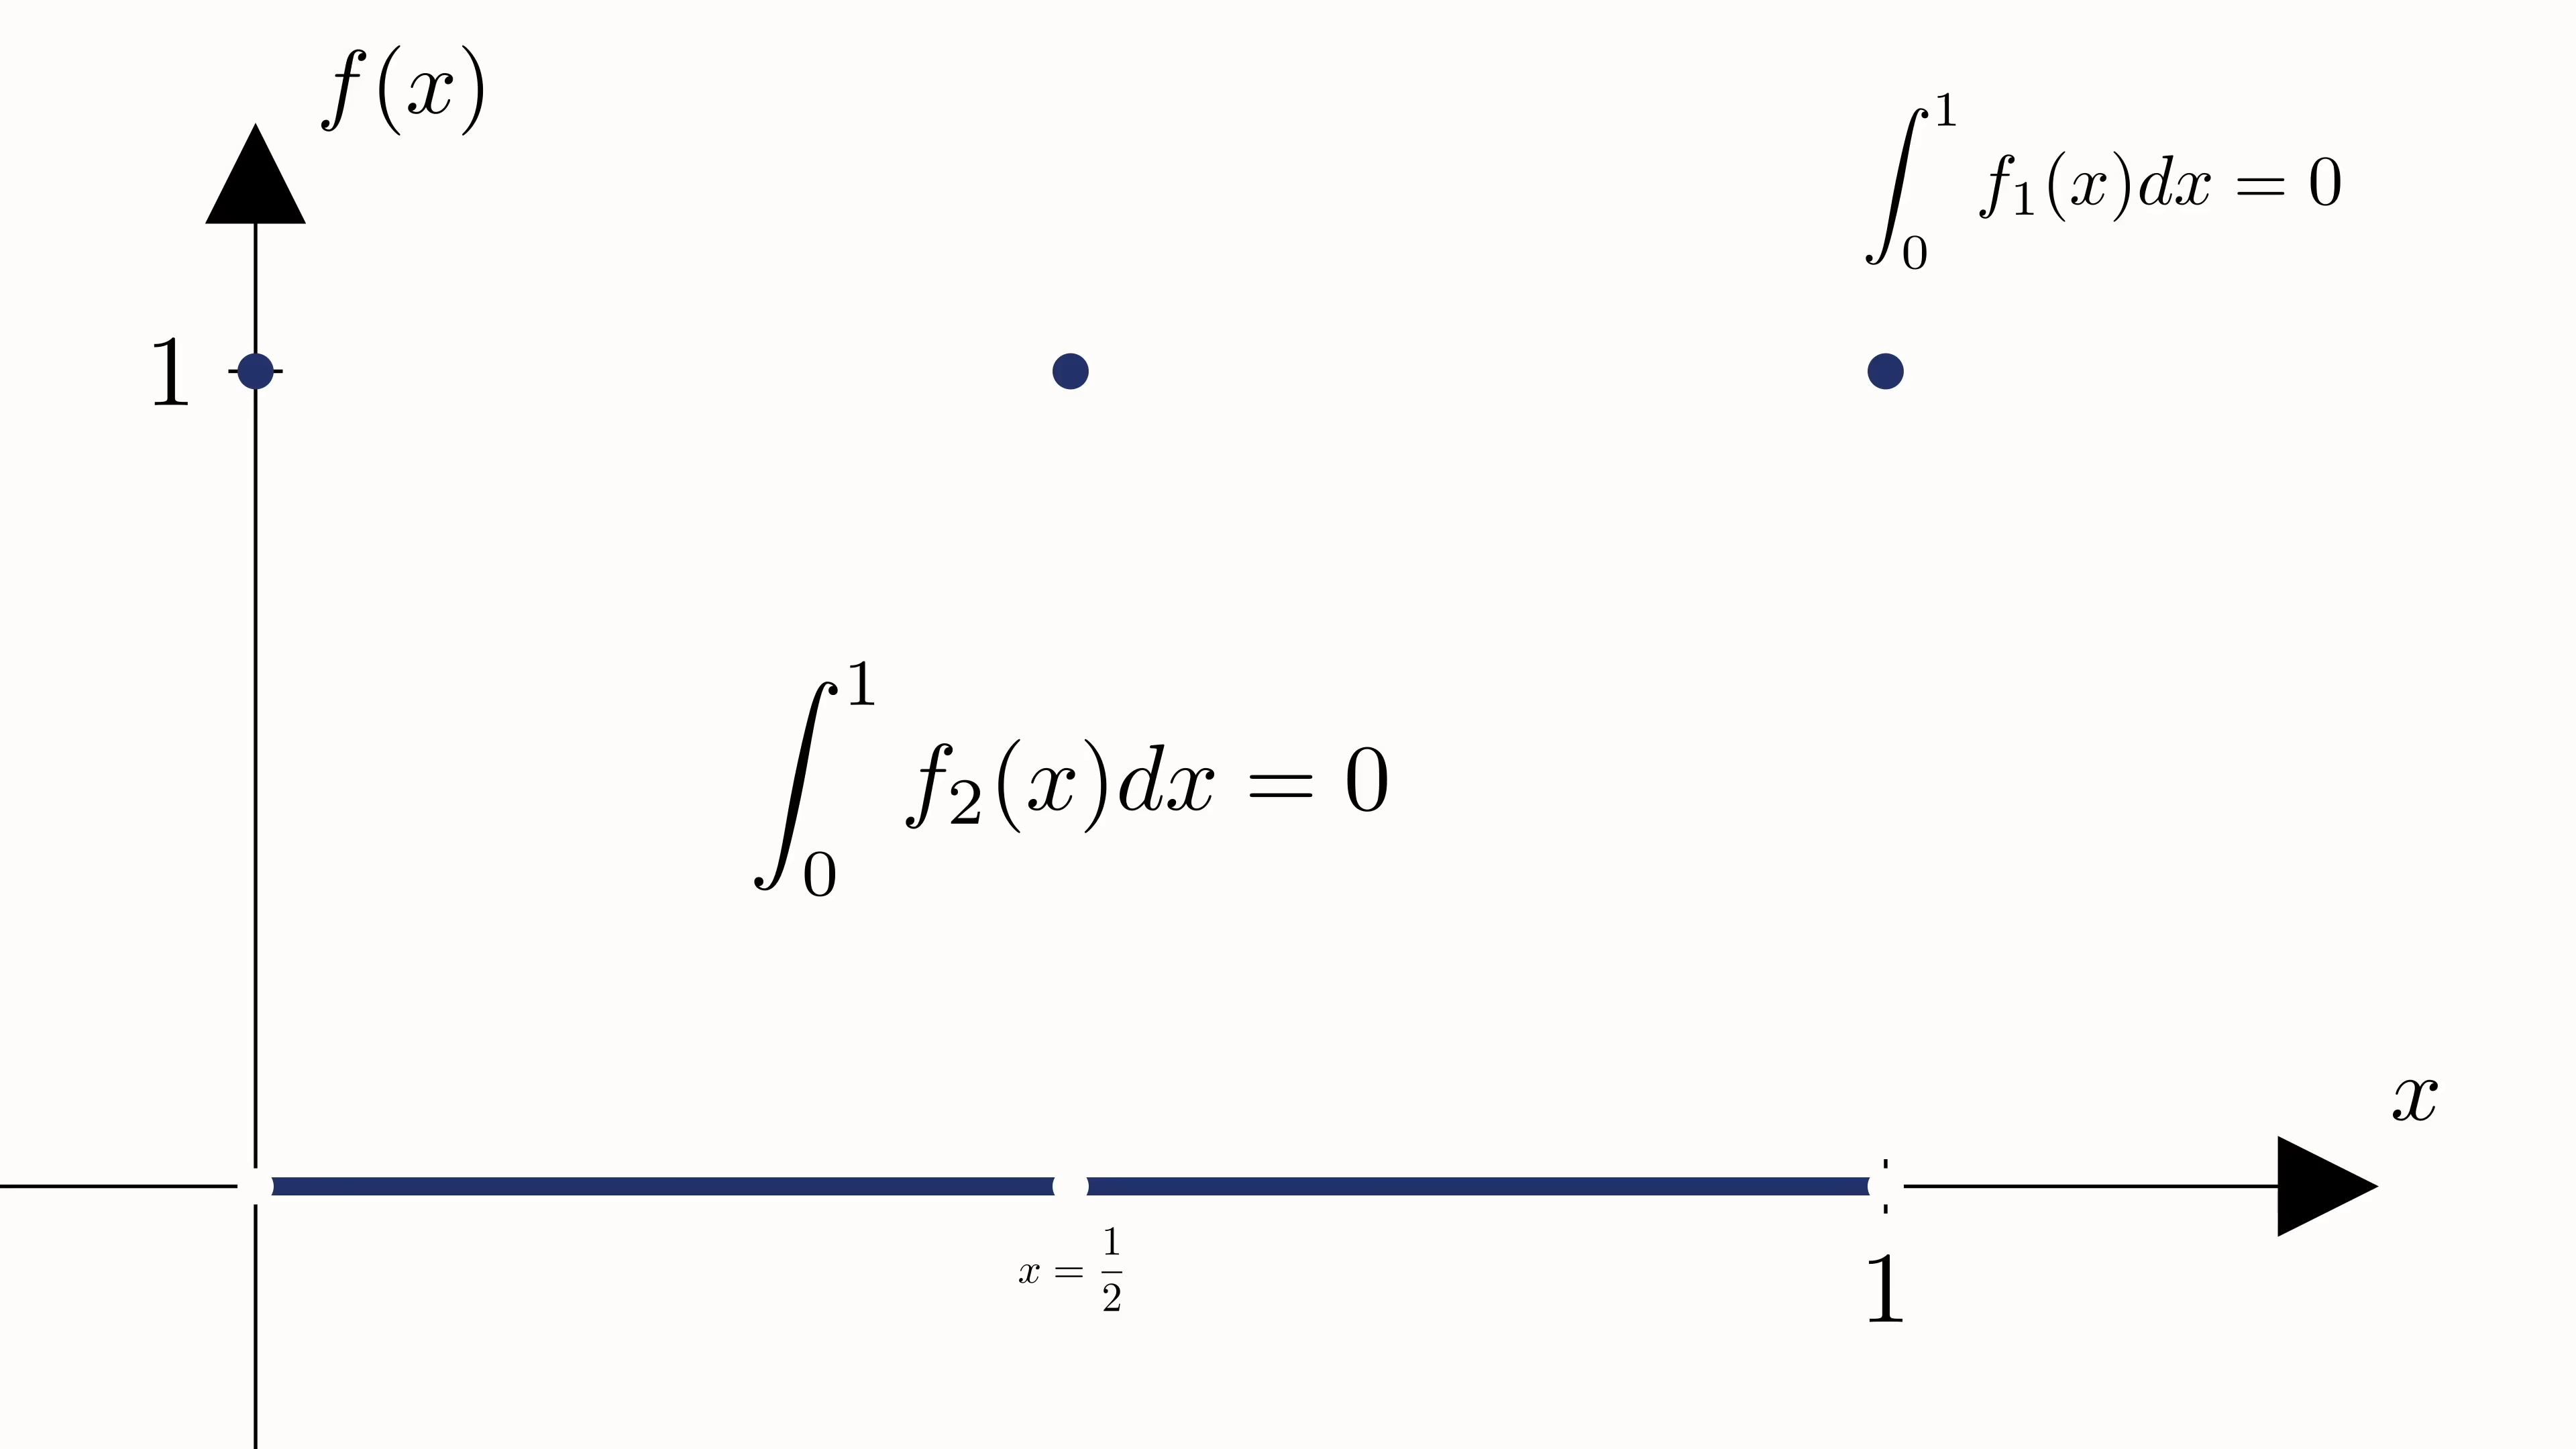 f(x)
∫₀¹ f₁(x)dx = 0
1
∫₀¹ f₂(x)dx = 0
x
x = 1/2
1